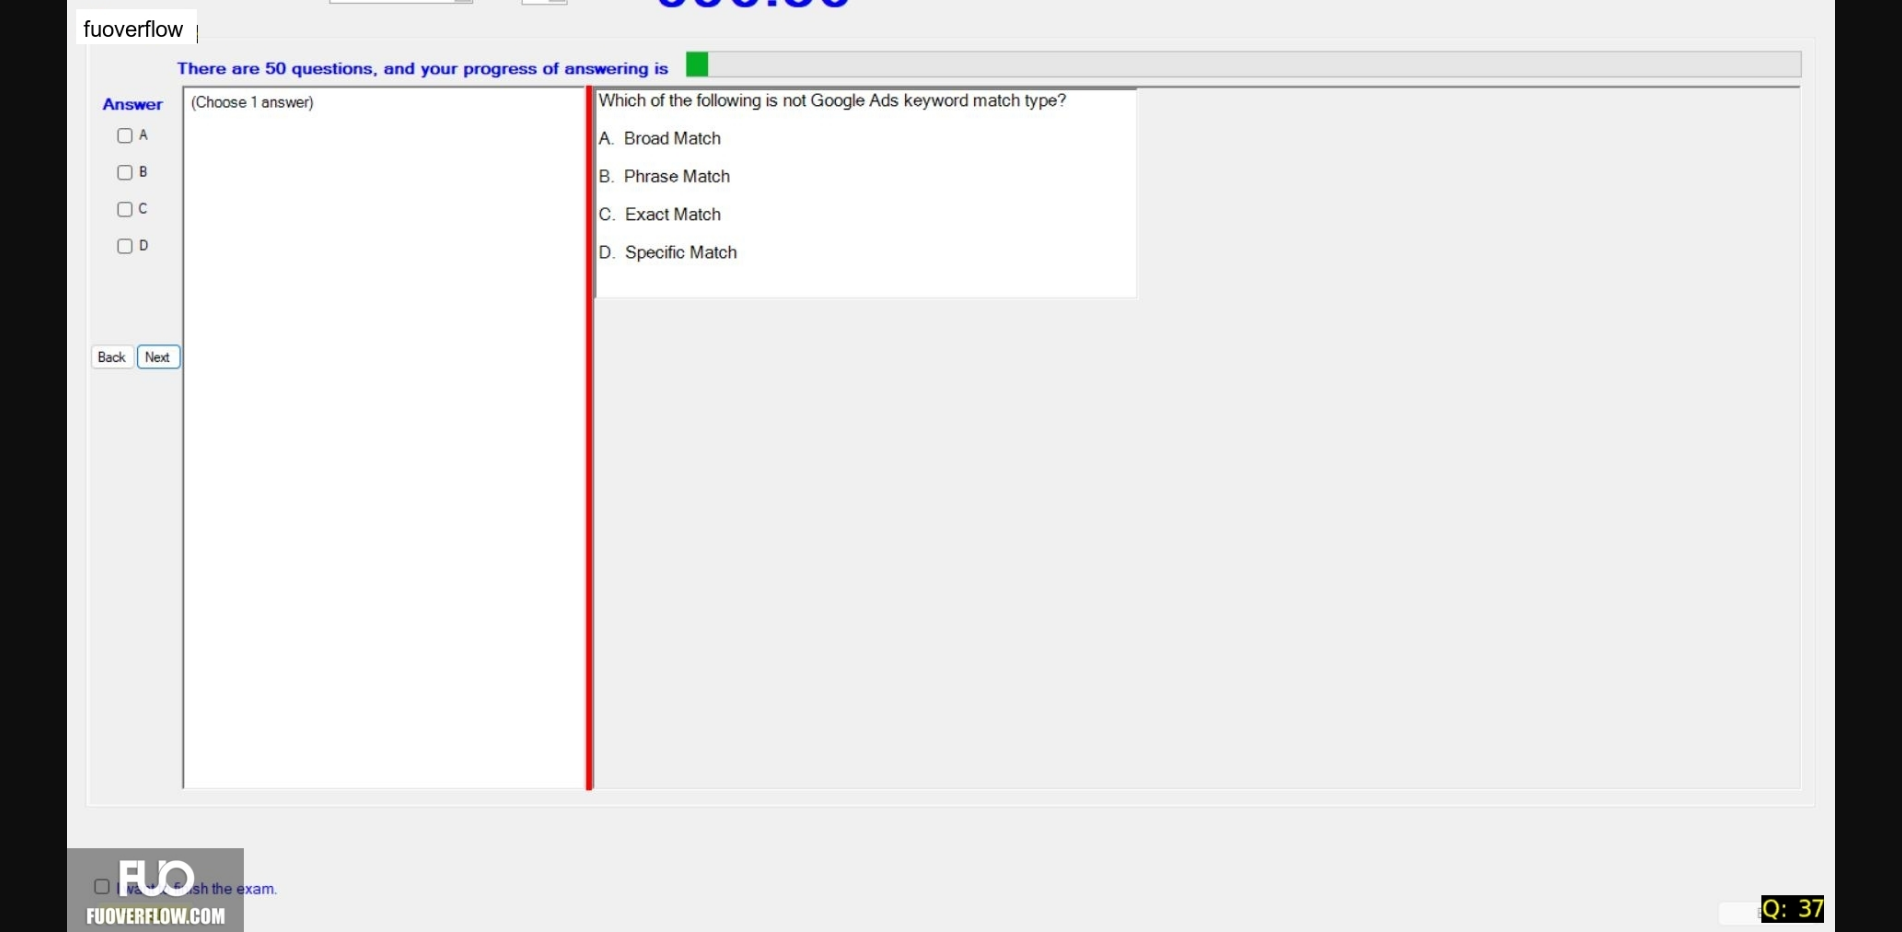 fuoverflow
There are 50 questions, and your progress of answering is
Answer
(Choose 1 answer)
A
B
C
D
Back Next
Which of the following is not Google Ads keyword match type?
A. Broad Match
B. Phrase Match
C. Exact Match
D. Specific Match
FUO
I want finish the exam.
FUOVERFLOW.COM
Q: 37